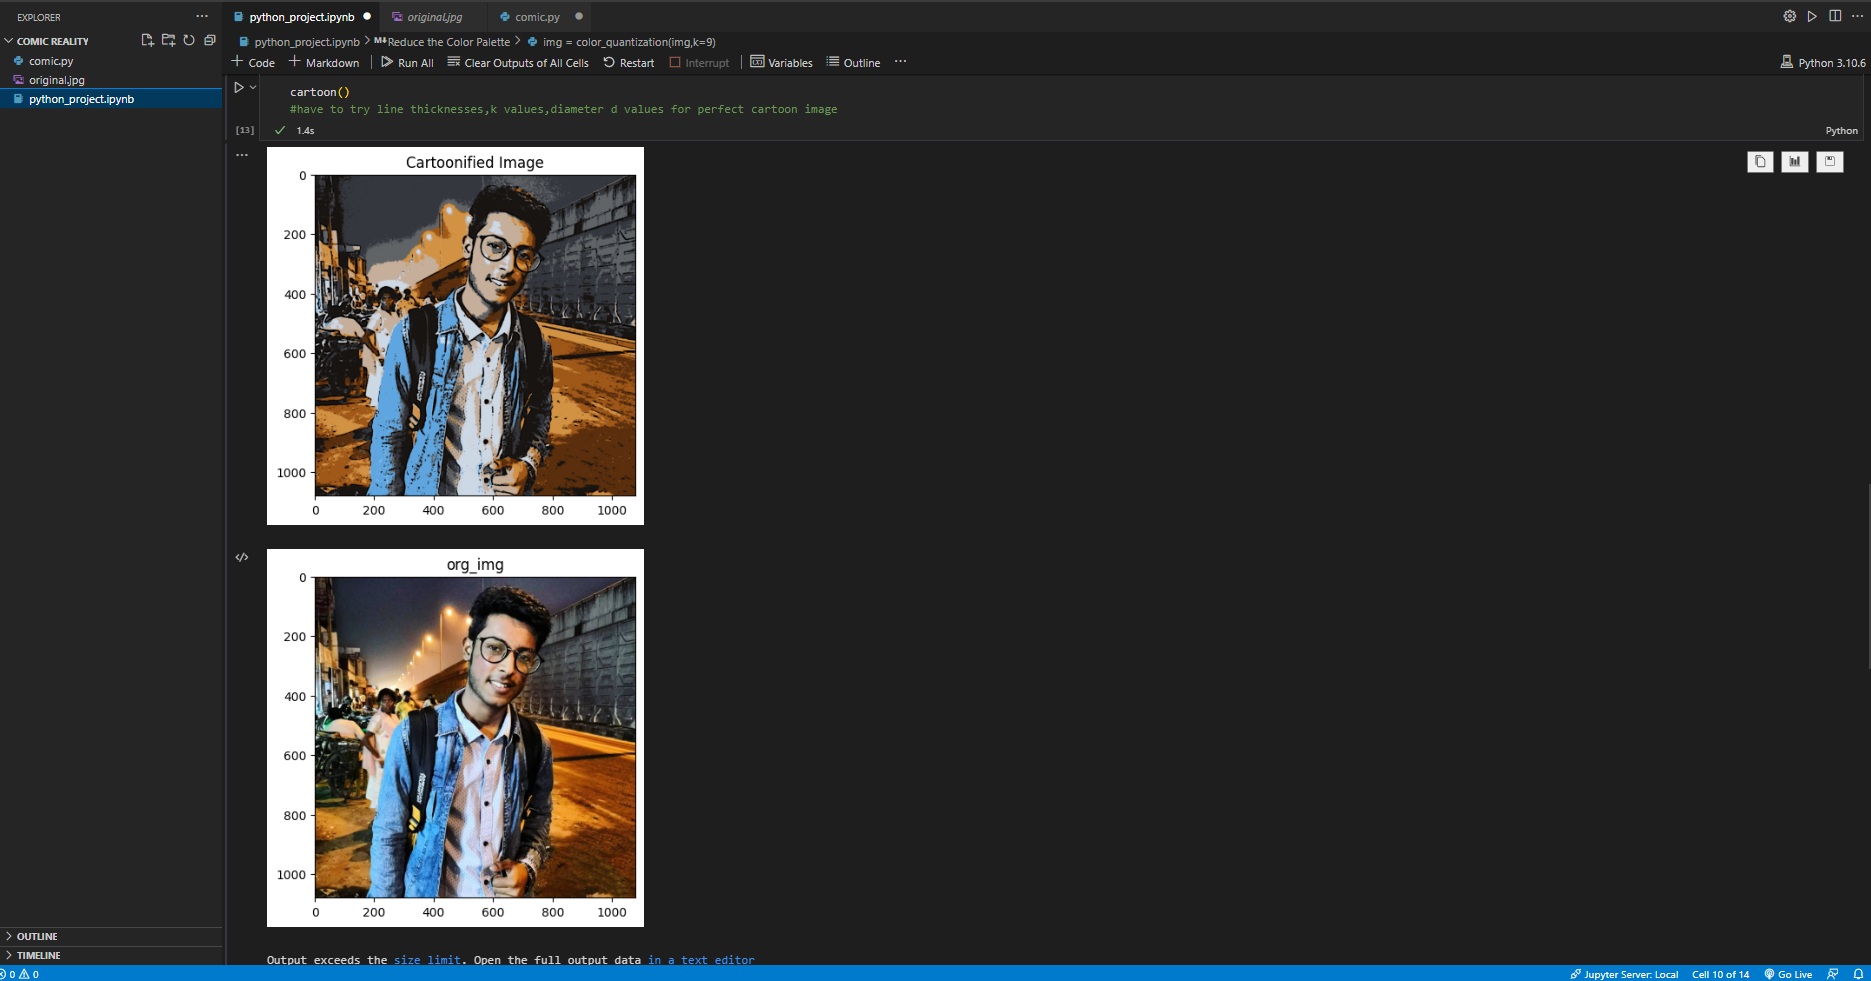 EXPLORER
COMIC REALITY
comic.py
original.jpg
python_project.ipynb
OUTLINE
TIMELINE
python_project.ipynb
original.jpg
comic.py
python_project.ipynb > M↓Reduce the Color Palette > img = color_quantization(img,k=9)
+ Code + Markdown | Run All Clear Outputs of All Cells Restart Interrupt | Variables Outline ...
Python 3.10.6
cartoon()
#have to try line thicknesses,k values,diameter d values for perfect cartoon image
[13] ✓ 1.4s
Python
Cartoonified Image
0
200
400
600
800
1000
0 200 400 600 800 1000
org_img
0
200
400
600
800
1000
0 200 400 600 800 1000
Output exceeds the size limit. Open the full output data in a text editor
0 0
Jupyter Server: Local Cell 10 of 14 Go Live